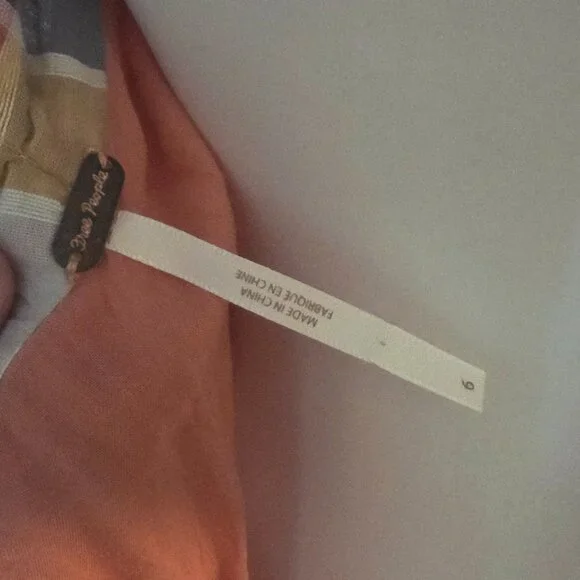 Free People
MADE IN CHINA
FABRIQUE EN CHINE
6